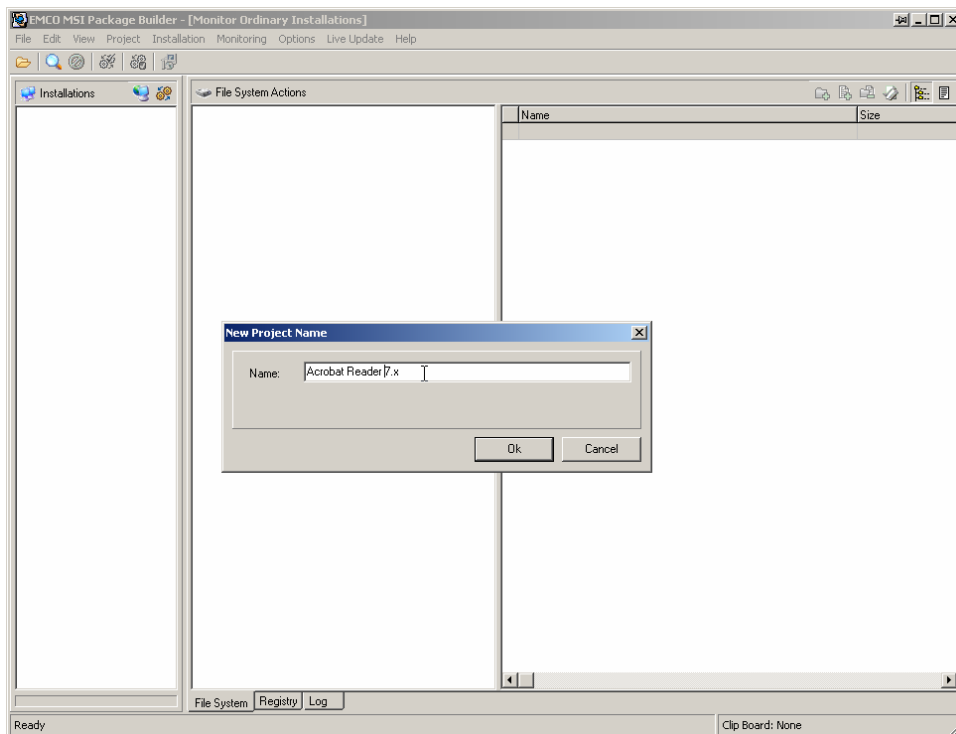 EMCO MSI Package Builder - [Monitor Ordinary Installations]
File Edit View Project Installation Monitoring Options Live Update Help
Installations
File System Actions
Name Size
New Project Name
Name: Acrobat Reader 7.x
Ok Cancel
File System Registry Log
Ready Clip Board: None